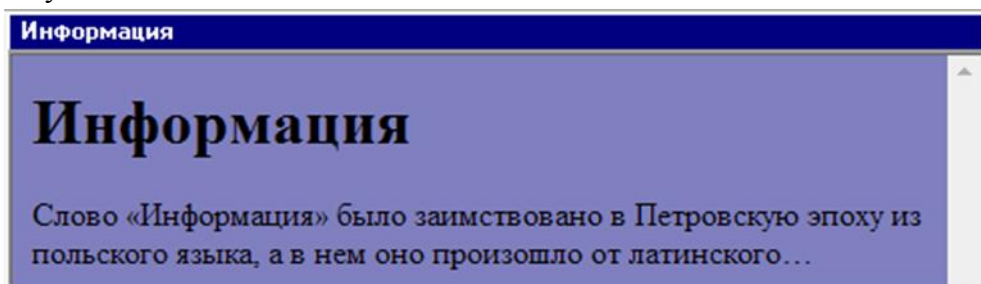 Информация
Информация
Слово «Информация» было заимствовано в Петровскую эпоху из
польского языка, а в нем оно произошло от латинского…